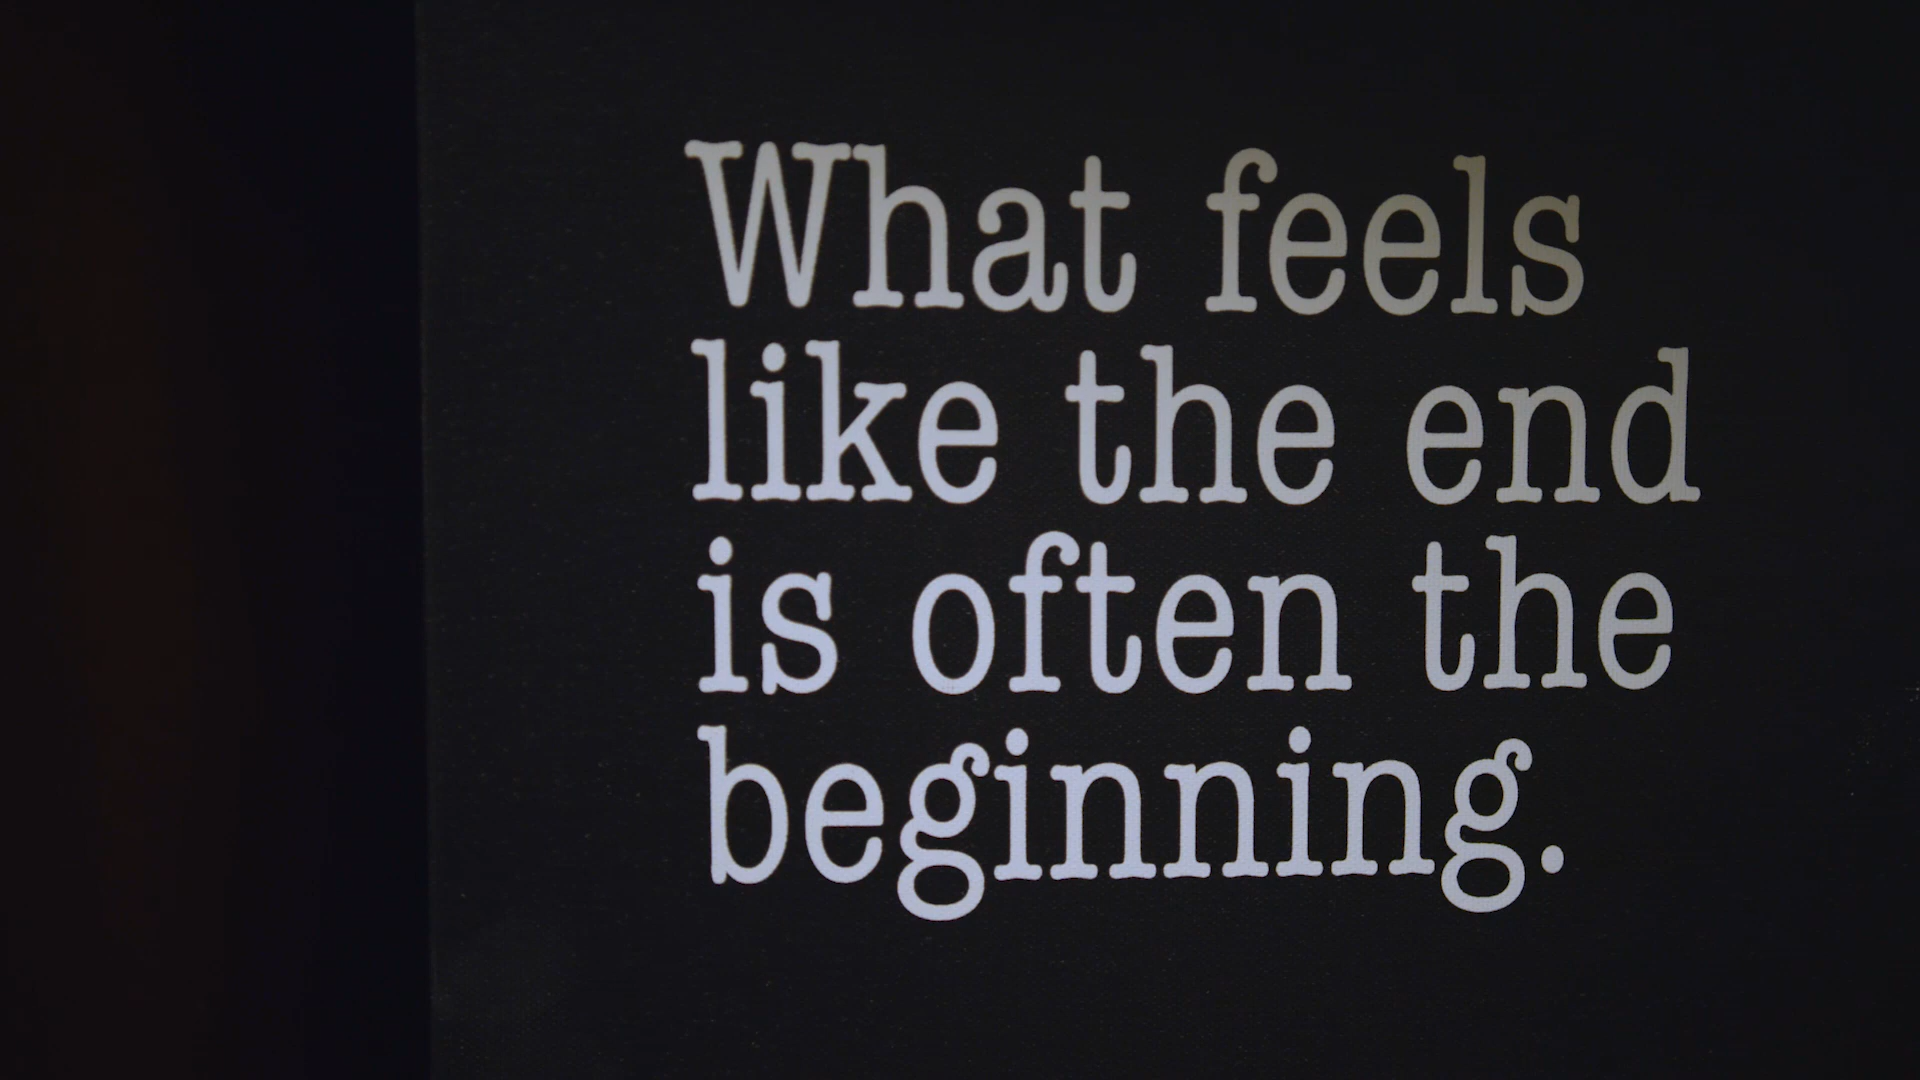 What feels
like the end
is often the
beginning.